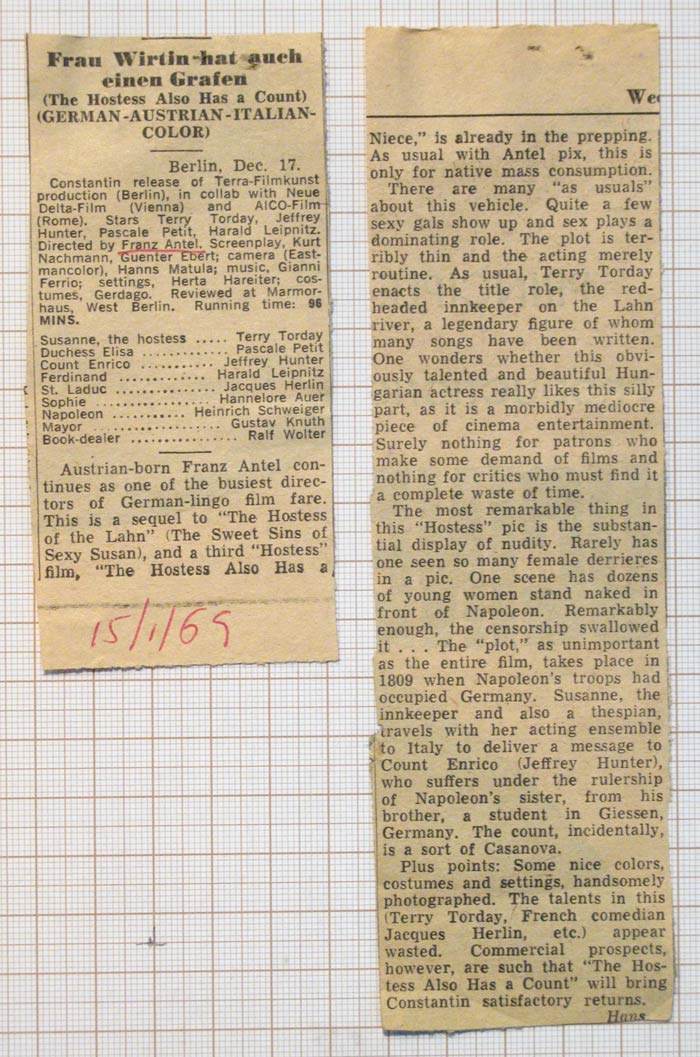 Frau Wirtin hat auch
einen Grafen
(The Hostess Also Has a Count)
(GERMAN-AUSTRIAN-ITALIAN-
COLOR)
Berlin, Dec. 17.
Constantin release of Terra-Filmkunst
production (Berlin), in collab with Neue
Delta-Film (Vienna) and AICO-Film
(Rome). Stars Terry Torday, Jeffrey
Hunter, Pascale Petit, Harald Leipnitz.
Directed by Franz Antel. Screenplay, Kurt
Nachmann, Guenter Ebert; camera (East-
mancolor), Hanns Matula; music, Gianni
Ferrio; settings, Herta Hareiter; cos-
tumes, Gerdago. Reviewed at Marmor-
haus, West Berlin. Running time: 96
MINS.
Susanne, the hostess ..... Terry Torday
Duchess Elisa ............ Pascale Petit
Count Enrico ........... Jeffrey Hunter
Ferdinand ............ Harald Leipnitz
St. Laduc .............. Jacques Herlin
Sophie ................ Hannelore Auer
Napoleon .......... Heinrich Schweiger
Mayor ................... Gustav Knuth
Book-dealer .............. Ralf Wolter
Austrian-born Franz Antel con-
tinues as one of the busiest direc-
tors of German-lingo film fare.
This is a sequel to "The Hostess
of the Lahn" (The Sweet Sins of
Sexy Susan), and a third "Hostess"
film, "The Hostess Also Has a
15/1/69
We
Niece," is already in the prepping.
As usual with Antel pix, this is
only for native mass consumption.
There are many "as usuals"
about this vehicle. Quite a few
sexy gals show up and sex plays a
dominating role. The plot is ter-
ribly thin and the acting merely
routine. As usual, Terry Torday
enacts the title role, the red-
headed innkeeper on the Lahn
river, a legendary figure of whom
many songs have been written.
One wonders whether this obvi-
ously talented and beautiful Hun-
garian actress really likes this silly
part, as it is a morbidly mediocre
piece of cinema entertainment.
Surely nothing for patrons who
make some demand of films and
nothing for critics who must find it
a complete waste of time.
The most remarkable thing in
this "Hostess" pic is the substan-
tial display of nudity. Rarely has
one seen so many female derrieres
in a pic. One scene has dozens
of young women stand naked in
front of Napoleon. Remarkably
enough, the censorship swallowed
it . . . The "plot," as unimportant
as the entire film, takes place in
1809 when Napoleon's troops had
occupied Germany. Susanne, the
innkeeper and also a thespian,
travels with her acting ensemble
to Italy to deliver a message to
Count Enrico (Jeffrey Hunter),
who suffers under the rulership
of Napoleon's sister, from his
brother, a student in Giessen,
Germany. The count, incidentally,
is a sort of Casanova.
Plus points: Some nice colors,
costumes and settings, handsomely
photographed. The talents in this
(Terry Torday, French comedian
Jacques Herlin, etc.) appear
wasted. Commercial prospects,
however, are such that "The Hos-
tess Also Has a Count" will bring
Constantin satisfactory returns.
Hans